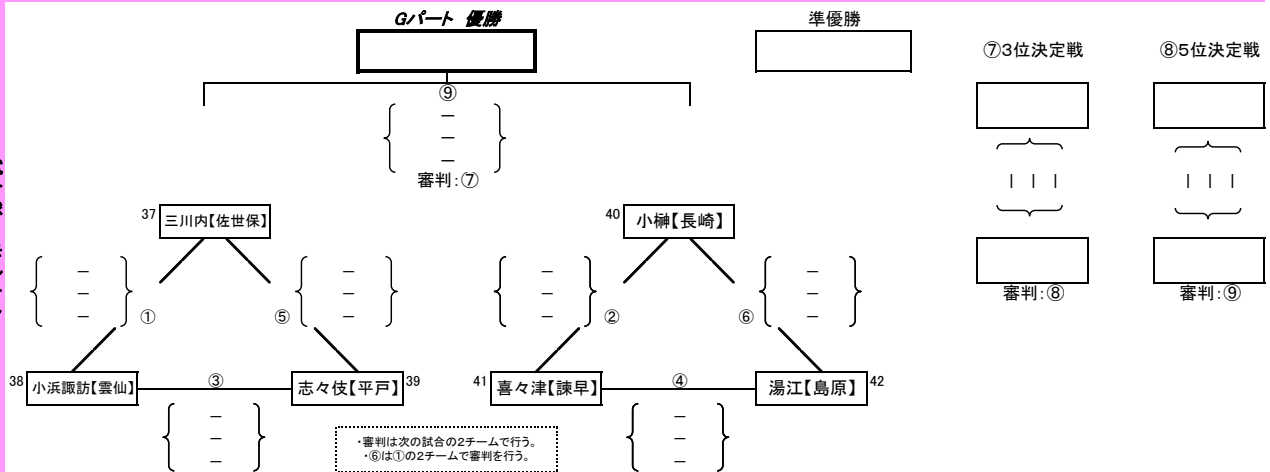 Gパート 優勝
準優勝
⑦3位決定戦
⑧5位決定戦
⑨
－
－
－
審判：⑦
| | |
| | |
審判：⑧
審判：⑨
37 三川内【佐世保】
40 小榊【長崎】
－
－
－
①
－
－
－
⑤
－
－
－
②
－
－
－
⑥
38 小浜諏訪【雲仙】
③
志々伎【平戸】 39
41 喜々津【諫早】
④
湯江【島原】 42
－
－
－
－
－
－
・審判は次の試合の2チームで行う。
・⑥は①の2チームで審判を行う。